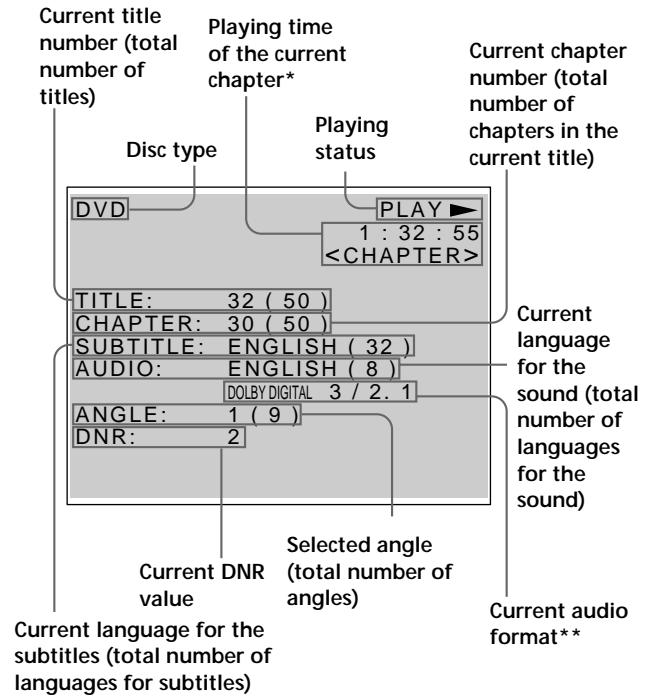 Current title
number (total
number of
titles)
Playing time
of the current
chapter*
Current chapter
number (total
number of
chapters in the
current title)
Disc type
Playing
status
DVD
PLAY ►
1 : 32 : 55
<CHAPTER>
TITLE: 32 ( 50 )
CHAPTER: 30 ( 50 )
SUBTITLE: ENGLISH ( 32 )
AUDIO: ENGLISH ( 8 )
DOLBY DIGITAL 3 / 2. 1
ANGLE: 1 ( 9 )
DNR: 2
Current
language
for the
sound (total
number of
languages
for the
sound)
Current DNR
value
Selected angle
(total number of
angles)
Current audio
format**
Current language for the
subtitles (total number of
languages for subtitles)